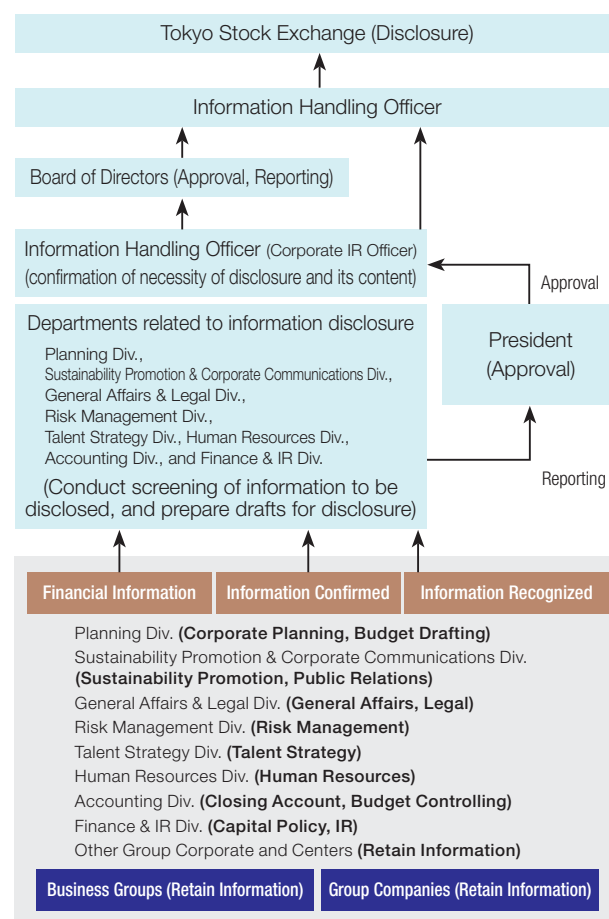 Tokyo Stock Exchange (Disclosure)
Information Handling Officer
Board of Directors (Approval, Reporting)
Information Handling Officer (Corporate IR Officer)
(confirmation of necessity of disclosure and its content)
Approval
Departments related to information disclosure
Planning Div.,
Sustainability Promotion & Corporate Communications Div.,
General Affairs & Legal Div.,
Risk Management Div.,
Talent Strategy Div., Human Resources Div.,
Accounting Div., and Finance & IR Div.
(Conduct screening of information to be
disclosed, and prepare drafts for disclosure)
President
(Approval)
Reporting
Financial Information
Information Confirmed
Information Recognized
Planning Div. (Corporate Planning, Budget Drafting)
Sustainability Promotion & Corporate Communications Div.
(Sustainability Promotion, Public Relations)
General Affairs & Legal Div. (General Affairs, Legal)
Risk Management Div. (Risk Management)
Talent Strategy Div. (Talent Strategy)
Human Resources Div. (Human Resources)
Accounting Div. (Closing Account, Budget Controlling)
Finance & IR Div. (Capital Policy, IR)
Other Group Corporate and Centers (Retain Information)
Business Groups (Retain Information)
Group Companies (Retain Information)